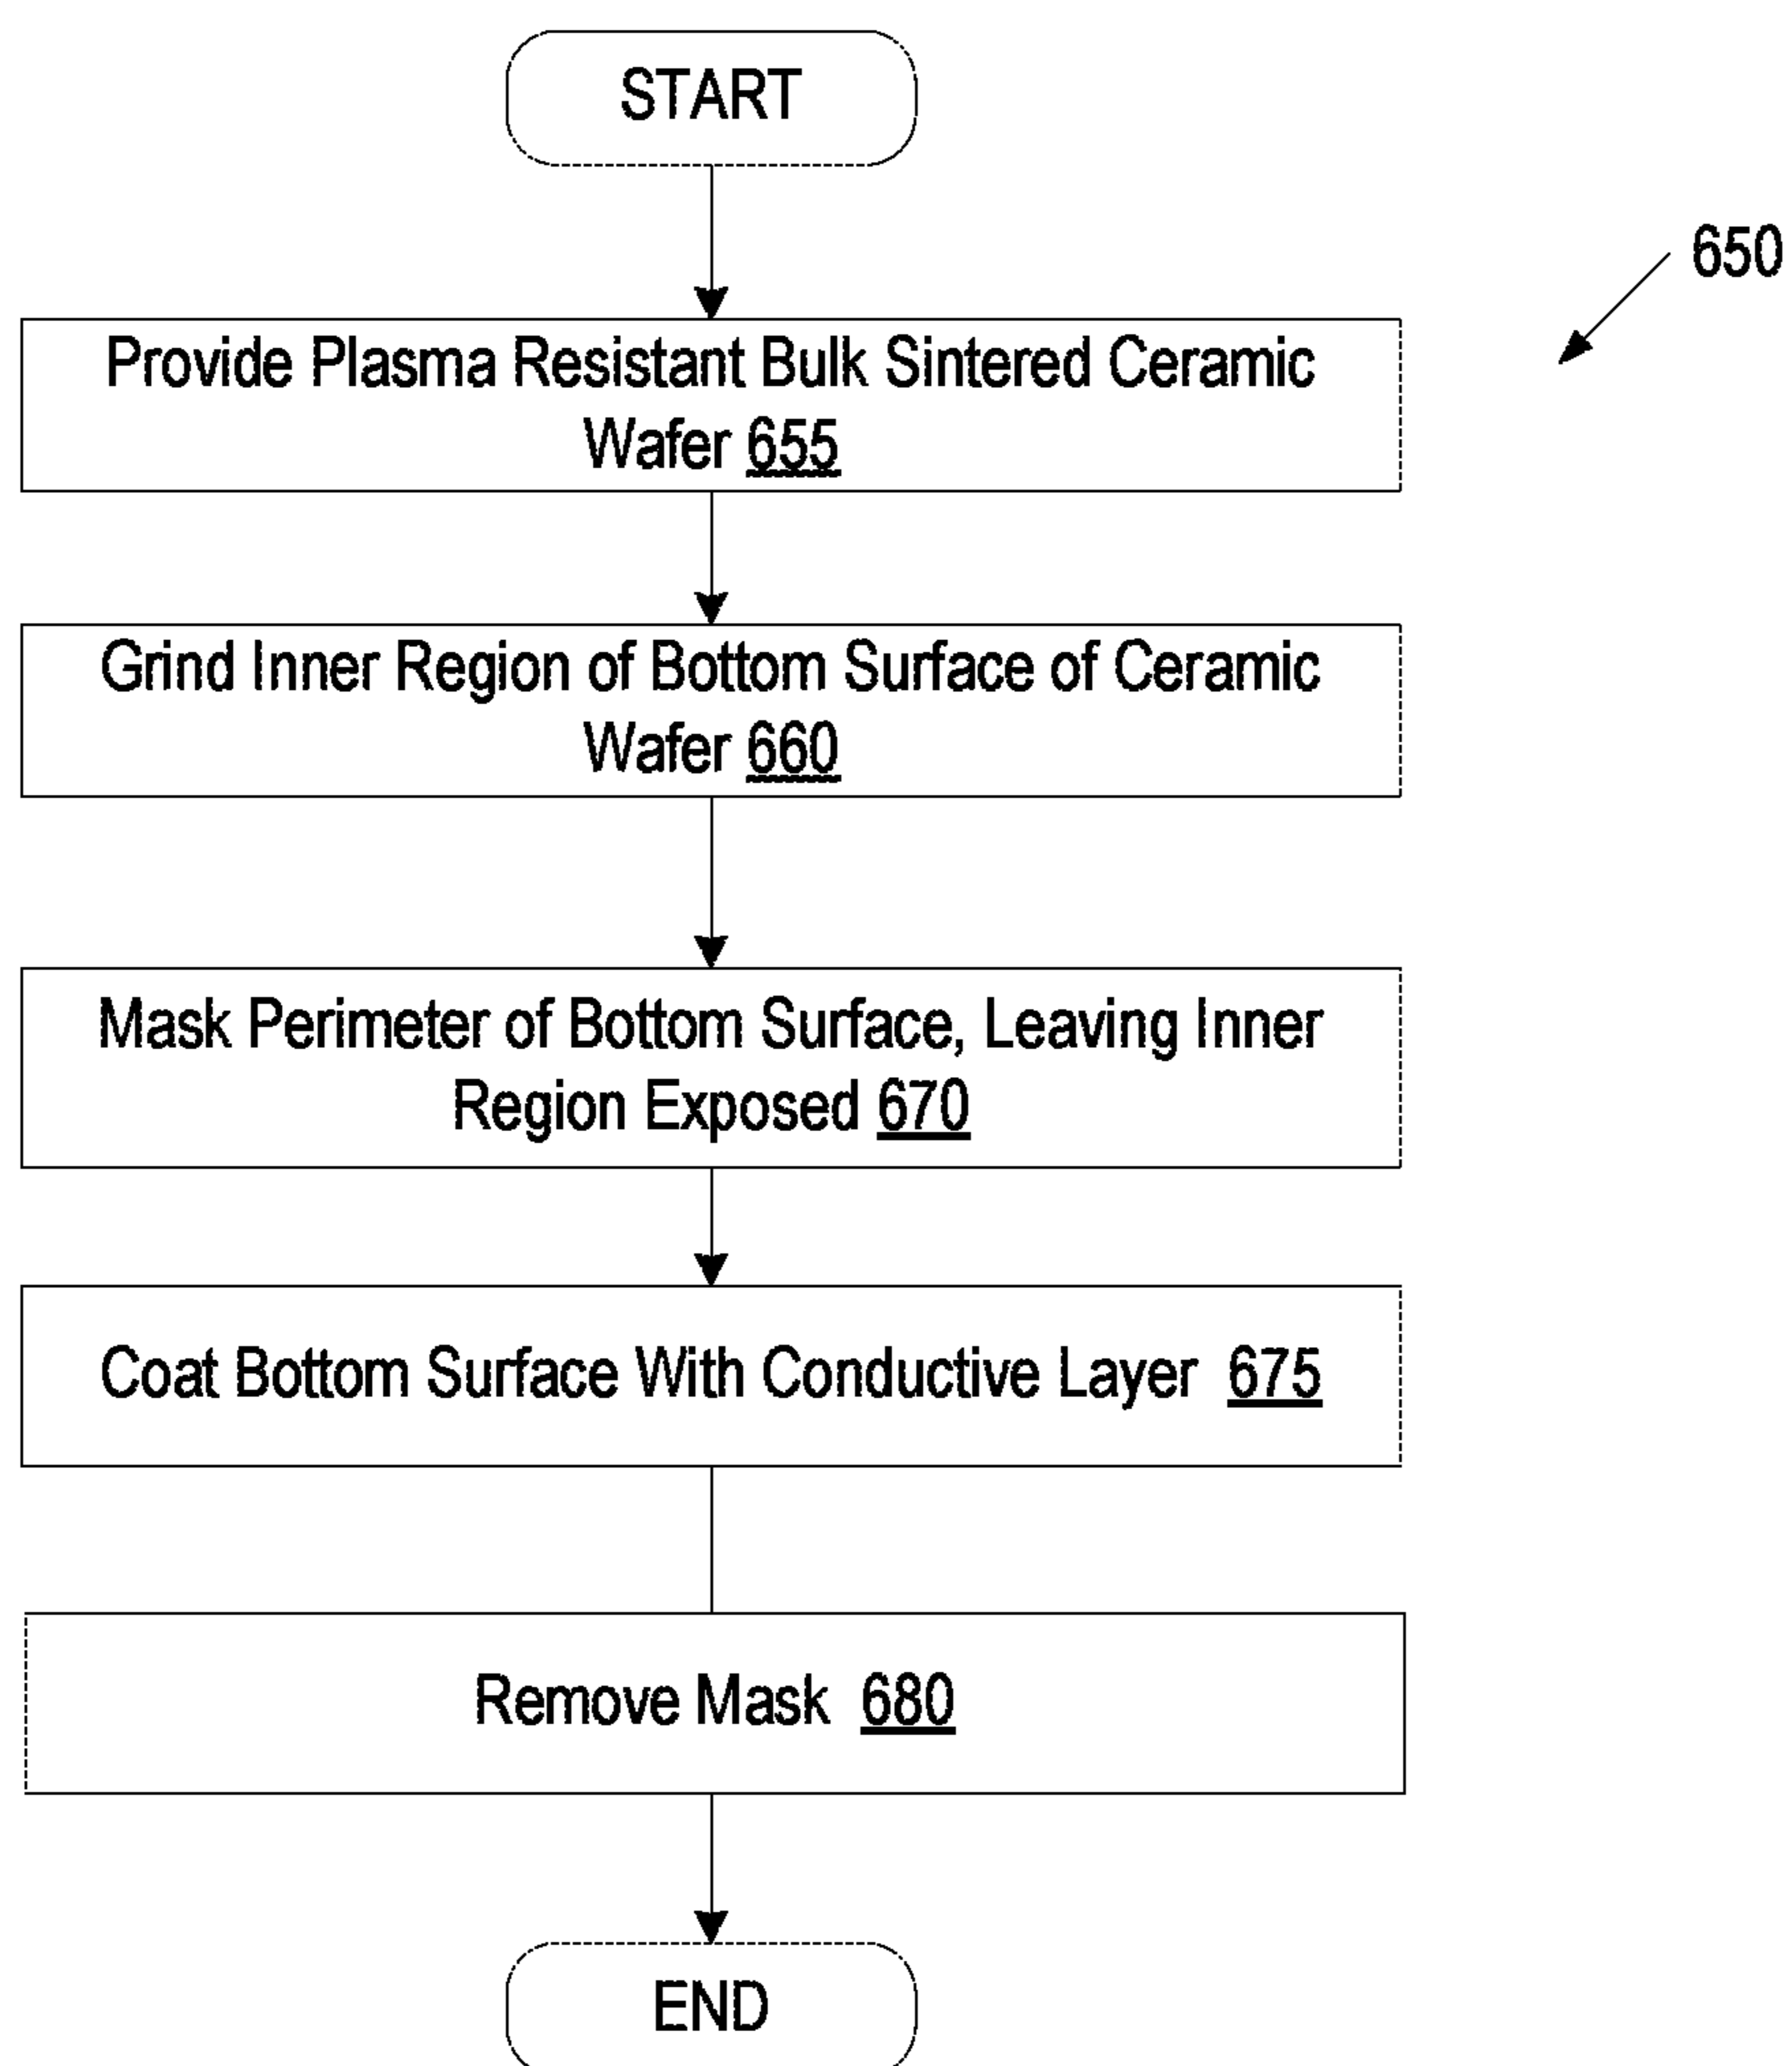 START
650
Provide Plasma Resistant Bulk Sintered Ceramic
Wafer 655
Grind Inner Region of Bottom Surface of Ceramic
Wafer 660
Mask Perimeter of Bottom Surface, Leaving Inner
Region Exposed 670
Coat Bottom Surface With Conductive Layer 675
Remove Mask 680
END